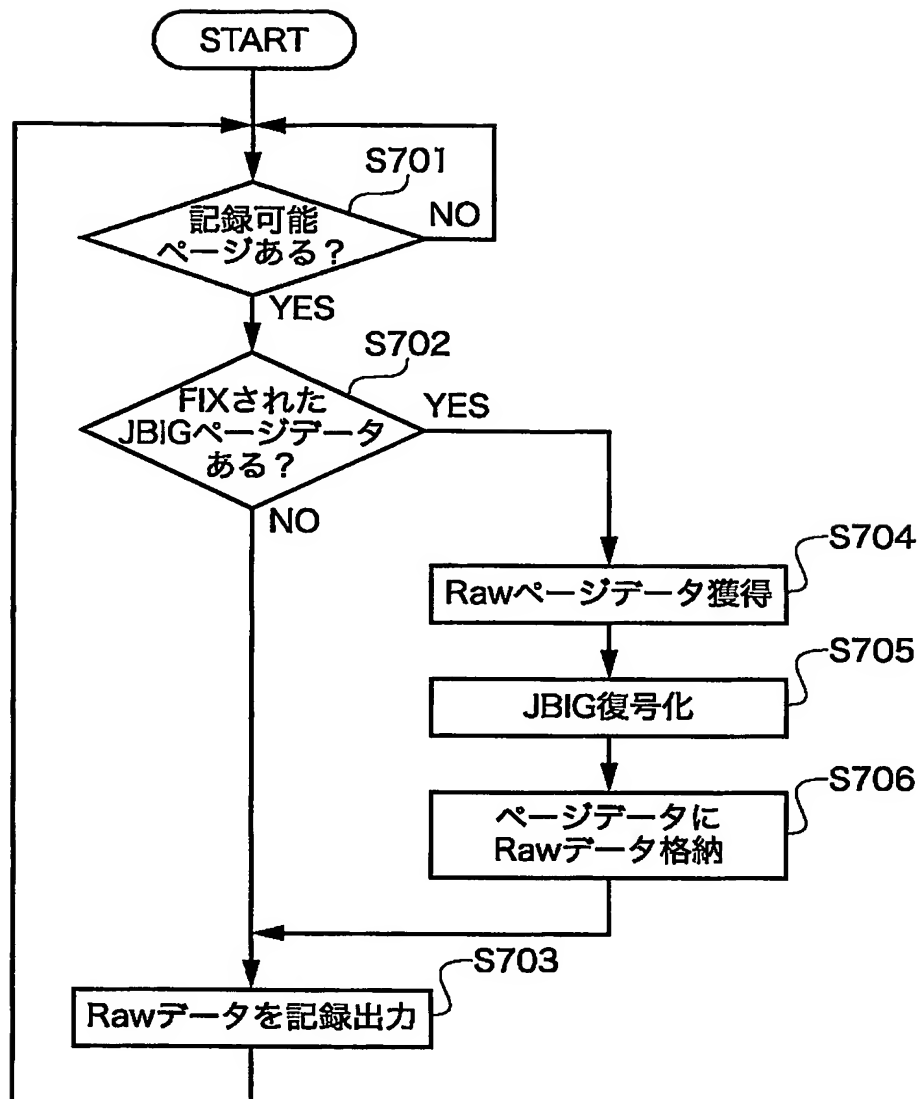 START
S701
記録可能
ページある？
NO
YES
S702
FIXされた
JBIGページデータ
ある？
YES
NO
S704
Rawページデータ獲得
S705
JBIG復号化
S706
ページデータに
Rawデータ格納
S703
Rawデータを記録出力